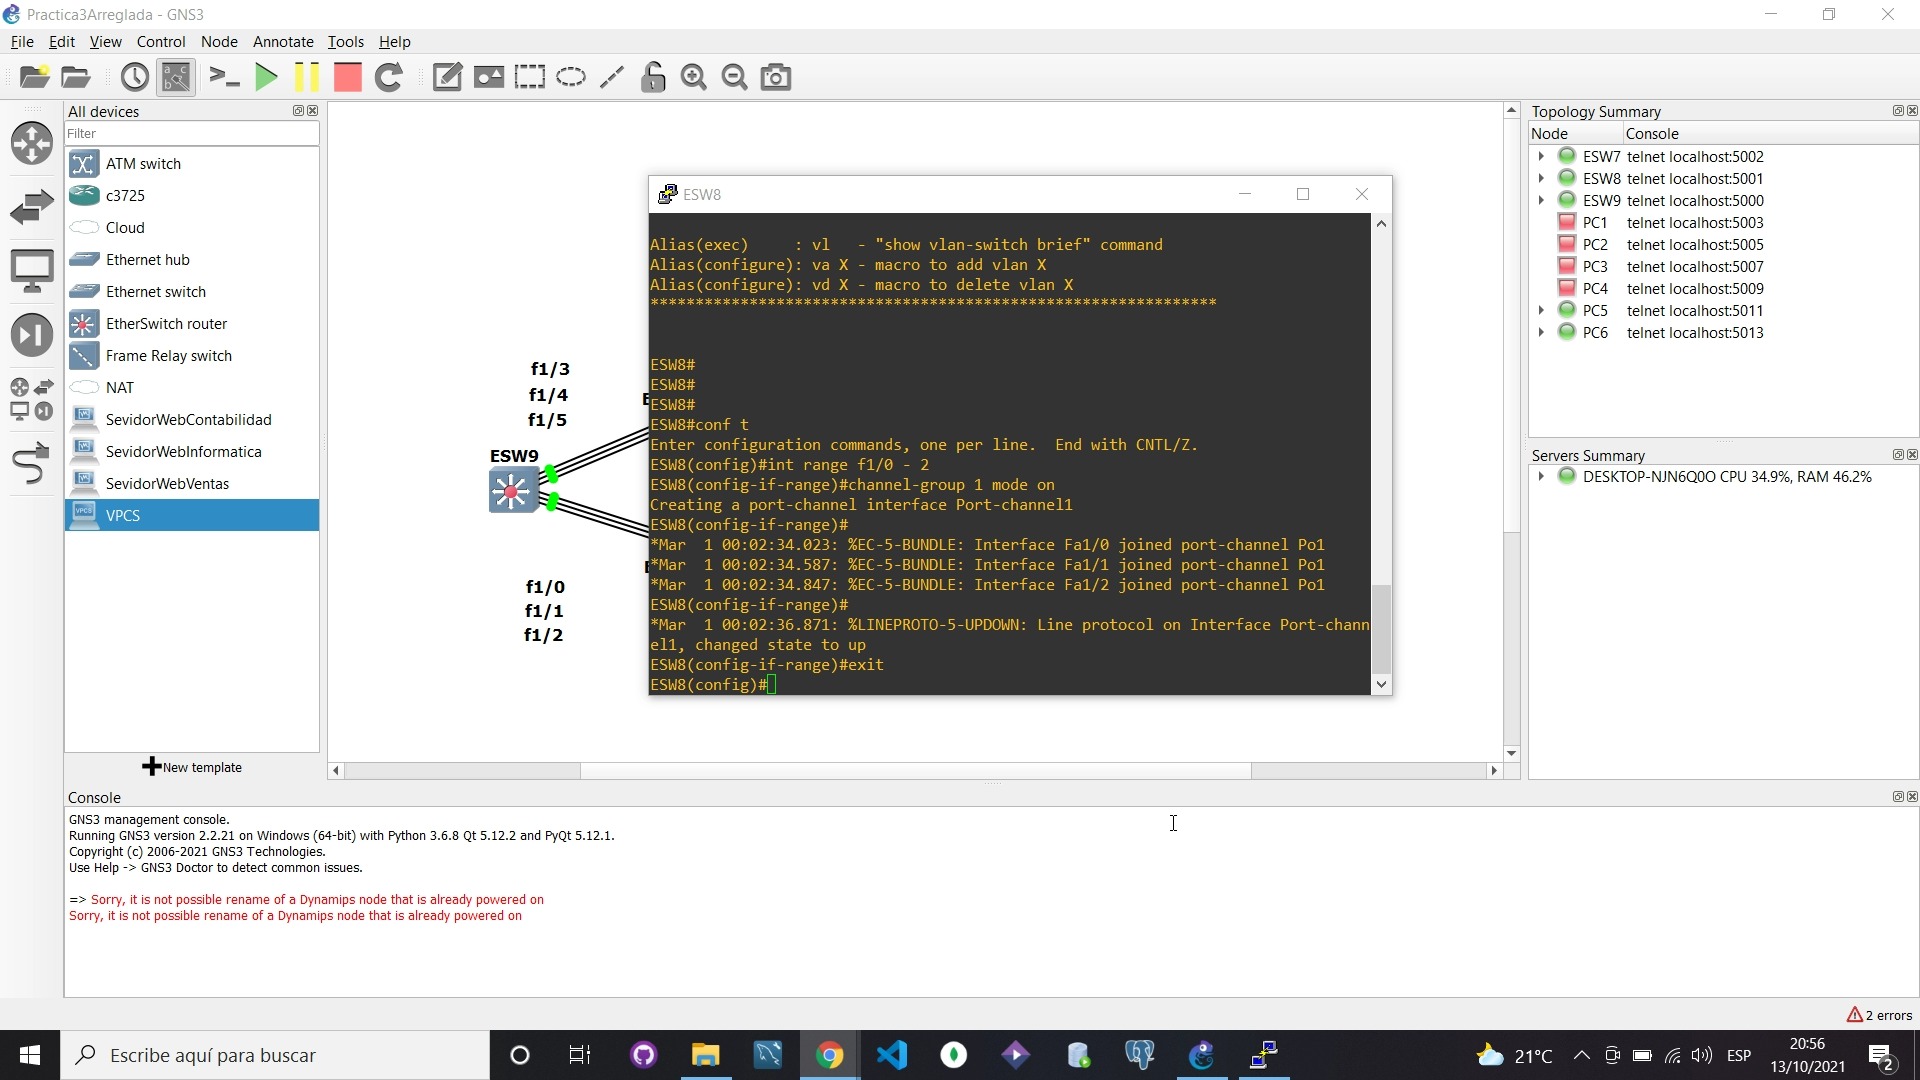 Practica3Arreglada - GNS3
File Edit View Control Node Annotate Tools Help
All devices
Filter
ATM switch
c3725
Cloud
Ethernet hub
Ethernet switch
EtherSwitch router
Frame Relay switch
NAT
SevidorWebContabilidad
SevidorWebInformatica
SevidorWebVentas
VPCS
New template
f1/3
f1/4
f1/5
ESW9
f1/0
f1/1
f1/2
ESW8
Alias(exec)     : vl   - "show vlan-switch brief" command
Alias(configure): va X - macro to add vlan X
Alias(configure): vd X - macro to delete vlan X
***************************************************************
ESW8#
ESW8#
ESW8#
ESW8#conf t
Enter configuration commands, one per line.  End with CNTL/Z.
ESW8(config)#int range f1/0 - 2
ESW8(config-if-range)#channel-group 1 mode on
Creating a port-channel interface Port-channel1
ESW8(config-if-range)#
*Mar  1 00:02:34.023: %EC-5-BUNDLE: Interface Fa1/0 joined port-channel Po1
*Mar  1 00:02:34.587: %EC-5-BUNDLE: Interface Fa1/1 joined port-channel Po1
*Mar  1 00:02:34.847: %EC-5-BUNDLE: Interface Fa1/2 joined port-channel Po1
ESW8(config-if-range)#
*Mar  1 00:02:36.871: %LINEPROTO-5-UPDOWN: Line protocol on Interface Port-chann
el1, changed state to up
ESW8(config-if-range)#exit
ESW8(config)#
Topology Summary
Node Console
ESW7 telnet localhost:5002
ESW8 telnet localhost:5001
ESW9 telnet localhost:5000
PC1 telnet localhost:5003
PC2 telnet localhost:5005
PC3 telnet localhost:5007
PC4 telnet localhost:5009
PC5 telnet localhost:5011
PC6 telnet localhost:5013
Servers Summary
DESKTOP-NJN6Q0O CPU 34.9%, RAM 46.2%
Console
GNS3 management console.
Running GNS3 version 2.2.21 on Windows (64-bit) with Python 3.6.8 Qt 5.12.2 and PyQt 5.12.1.
Copyright (c) 2006-2021 GNS3 Technologies.
Use Help -> GNS3 Doctor to detect common issues.
=> Sorry, it is not possible rename of a Dynamips node that is already powered on
Sorry, it is not possible rename of a Dynamips node that is already powered on
2 errors
Escribe aquí para buscar
21°C
ESP
20:56
13/10/2021
2